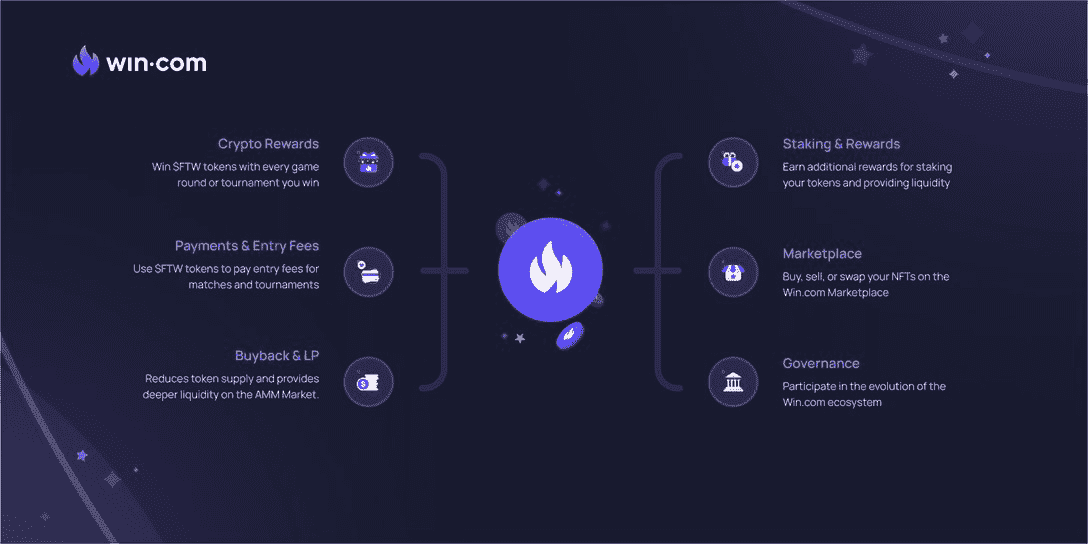 win·com
Crypto Rewards
Win $FTW tokens with every game
round or tournament you win
Payments & Entry Fees
Use $FTW tokens to pay entry fees for
matches and tournaments
Buyback & LP
Reduces token supply and provides
deeper liquidity on the AMM Market.
Staking & Rewards
Earn additional rewards for staking
your tokens and providing liquidity
Marketplace
Buy, sell, or swap your NFTs on the
Win.com Marketplace
Governance
Participate in the evolution of the
Win.com ecosystem